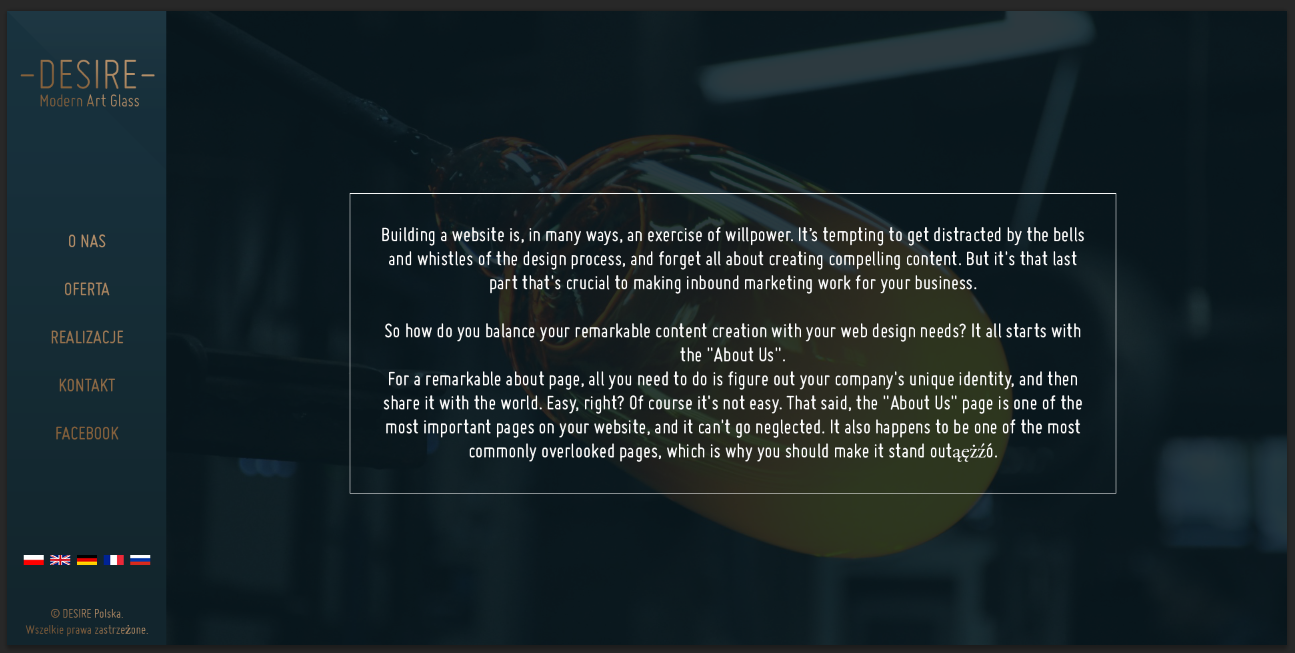 -DESIRE-
Modern Art Glass
O NAS
OFERTA
REALIZACJE
KONTAKT
FACEBOOK
© DESIRE Polska.
Wszelkie prawa zastrzeżone.
Building a website is, in many ways, an exercise of willpower. It's tempting to get distracted by the bells
and whistles of the design process, and forget all about creating compelling content. But it's that last
part that's crucial to making inbound marketing work for your business.
So how do you balance your remarkable content creation with your web design needs? It all starts with
the "About Us".
For a remarkable about page, all you need to do is figure out your company's unique identity, and then
share it with the world. Easy, right? Of course it's not easy. That said, the "About Us" page is one of the
most important pages on your website, and it can't go neglected. It also happens to be one of the most
commonly overlooked pages, which is why you should make it stand outąężźó.